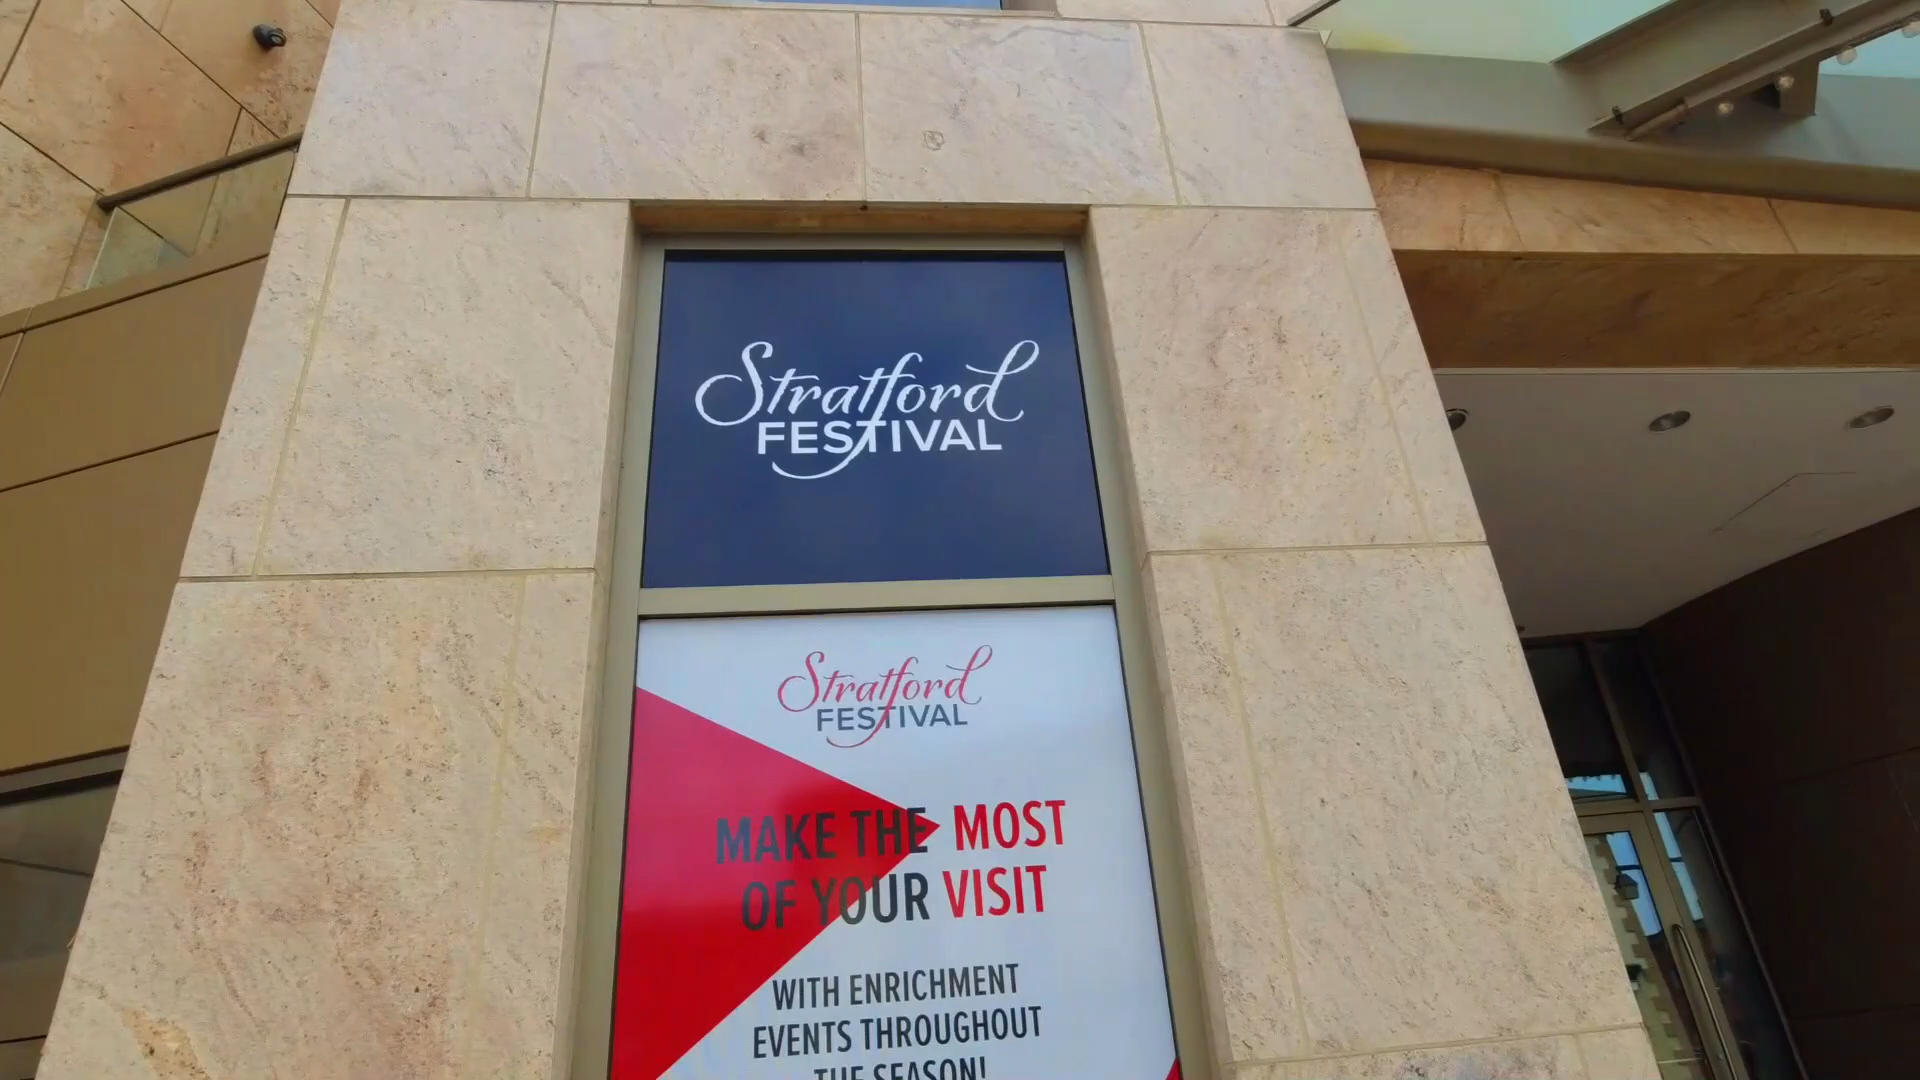 Stratford
FESTIVAL
Stratford
FESTIVAL
MAKE THE MOST
OF YOUR VISIT
WITH ENRICHMENT
EVENTS THROUGHOUT
THE SEASON!